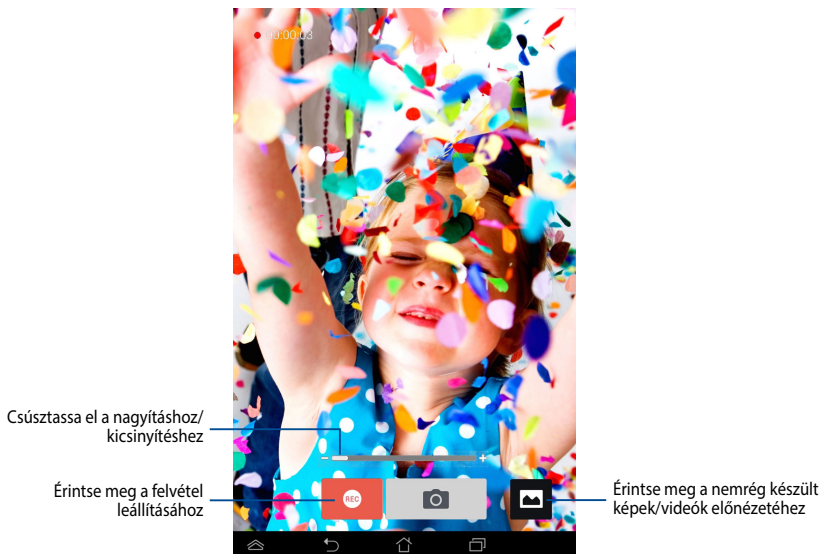 00:00:03
Csúsztassa el a nagyításhoz/
kicsinyítéshez
Érintse meg a felvétel
leállításához
REC
Érintse meg a nemrég készült
képek/videók előnézetéhez